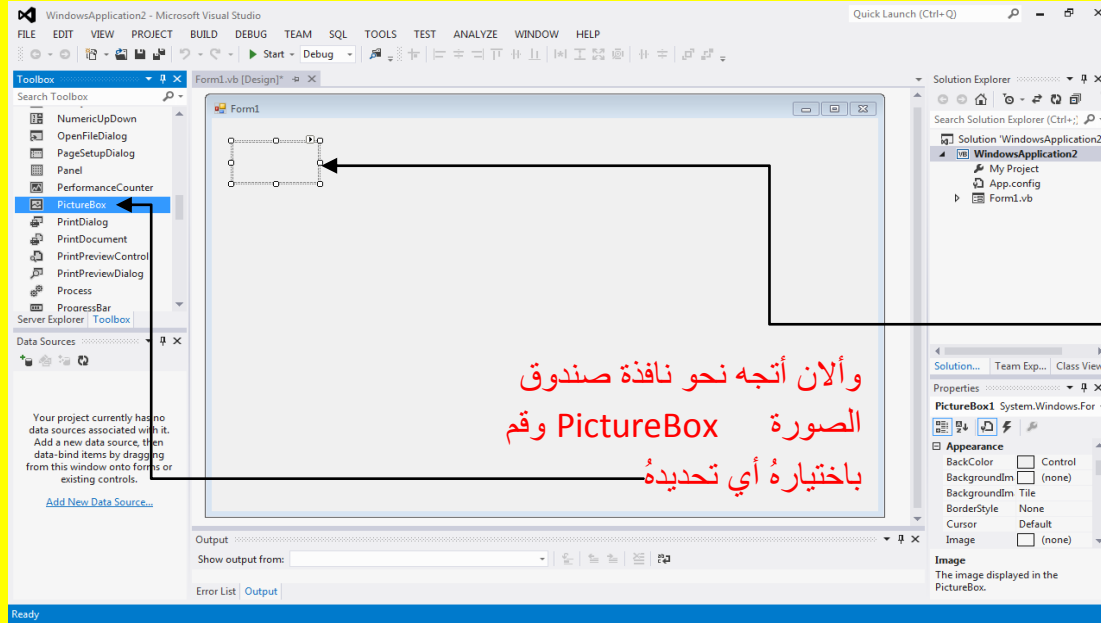 WindowsApplication2 - Microsoft Visual Studio
Quick Launch (Ctrl+Q)
FILE EDIT VIEW PROJECT BUILD DEBUG TEAM SQL TOOLS TEST ANALYZE WINDOW HELP
Start - Debug
Toolbox
Search Toolbox
NumericUpDown
OpenFileDialog
PageSetupDialog
Panel
PerformanceCounter
PictureBox
PrintDialog
PrintDocument
PrintPreviewControl
PrintPreviewDialog
Process
ProgressBar
Server Explorer Toolbox
Data Sources
Your project currently has no
data sources associated with it.
Add a new data source, then
data-bind items by dragging
from this window onto forms or
existing controls.
Add New Data Source...
Form1.vb [Design]*
Form1
وألان أتجه نحو نافذة صندوق
الصورة PictureBox وقم
باختيارهُ أي تحديدهُ
Output
Show output from:
Error List Output
Solution Explorer
Search Solution Explorer (Ctrl+;)
Solution 'WindowsApplication2
WindowsApplication2
My Project
App.config
Form1.vb
Solution... Team Exp... Class View
Properties
PictureBox1 System.Windows.For
Appearance
BackColor Control
BackgroundIm (none)
BackgroundIm Tile
BorderStyle None
Cursor Default
Image (none)
Image
The image displayed in the
PictureBox.
Ready